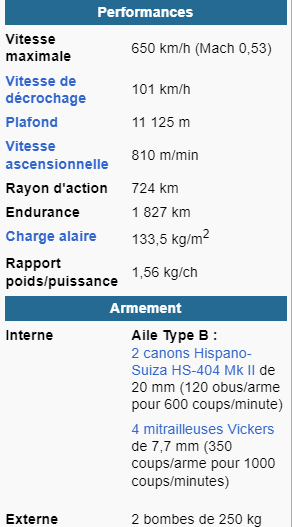 Performances
Vitesse
maximale
650 km/h (Mach 0,53)
Vitesse de
décrochage
101 km/h
Plafond
11 125 m
Vitesse
ascensionnelle
810 m/min
Rayon d'action
724 km
Endurance
1 827 km
Charge alaire
133,5 kg/m²
Rapport
poids/puissance
1,56 kg/ch
Armement
Interne
Aile Type B :
2 canons Hispano-
Suiza HS-404 Mk II de
20 mm (120 obus/arme
pour 600 coups/minute)
4 mitrailleuses Vickers
de 7,7 mm (350
coups/arme pour 1000
coups/minutes)
Externe
2 bombes de 250 kg